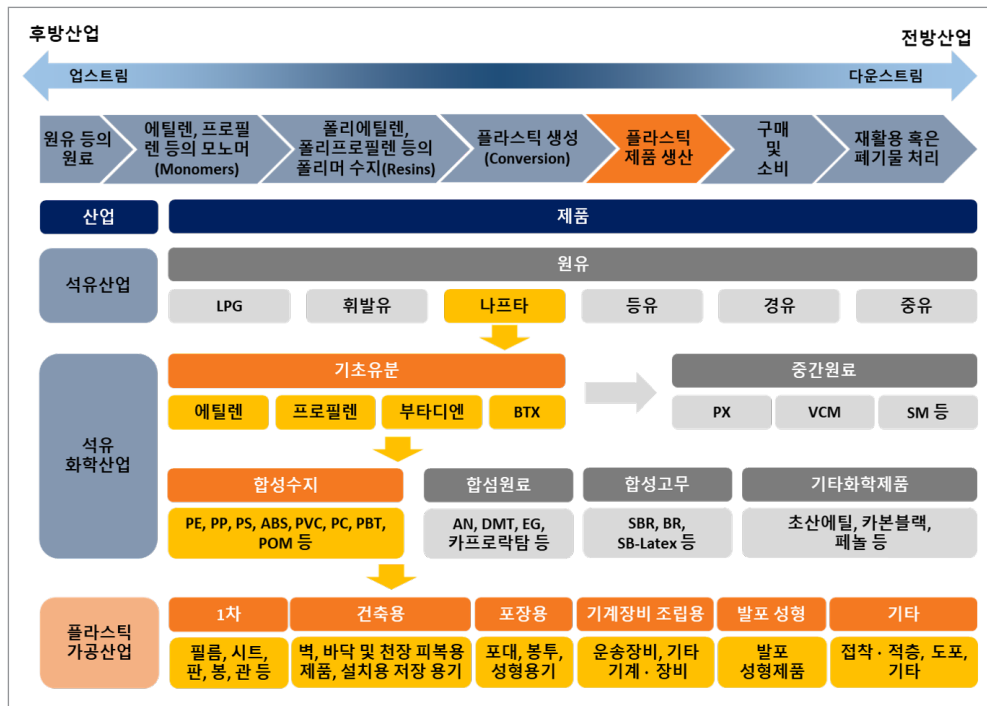 후방산업
전방산업
업스트림
다운스트림
원유 등의
원료
에틸렌, 프로필
렌 등의 모노머
(Monomers)
폴리에틸렌,
폴리프로필렌 등의
폴리머 수지(Resins)
플라스틱 생성
(Conversion)
플라스틱
제품 생산
구매
및
소비
재활용 혹은
폐기물 처리
산업
제품
석유산업
원유
LPG
휘발유
나프타
등유
경유
중유
석유
화학산업
기초유분
중간원료
에틸렌
프로필렌
부타디엔
BTX
PX
VCM
SM 등
합성수지
합섬원료
합성고무
기타화학제품
PE, PP, PS, ABS, PVC, PC, PBT,
POM 등
AN, DMT, EG,
카프로락탐 등
SBR, BR,
SB-Latex 등
초산에틸, 카본블랙,
페놀 등
플라스틱
가공산업
1차
건축용
포장용
기계장비 조립용
발포 성형
기타
필름, 시트,
판, 봉, 관 등
벽, 바닥 및 천장 피복용
제품, 설치용 저장 용기
포대, 봉투,
성형용기
운송장비, 기타
기계 · 장비
발포
성형제품
접착 · 적층, 도포,
기타